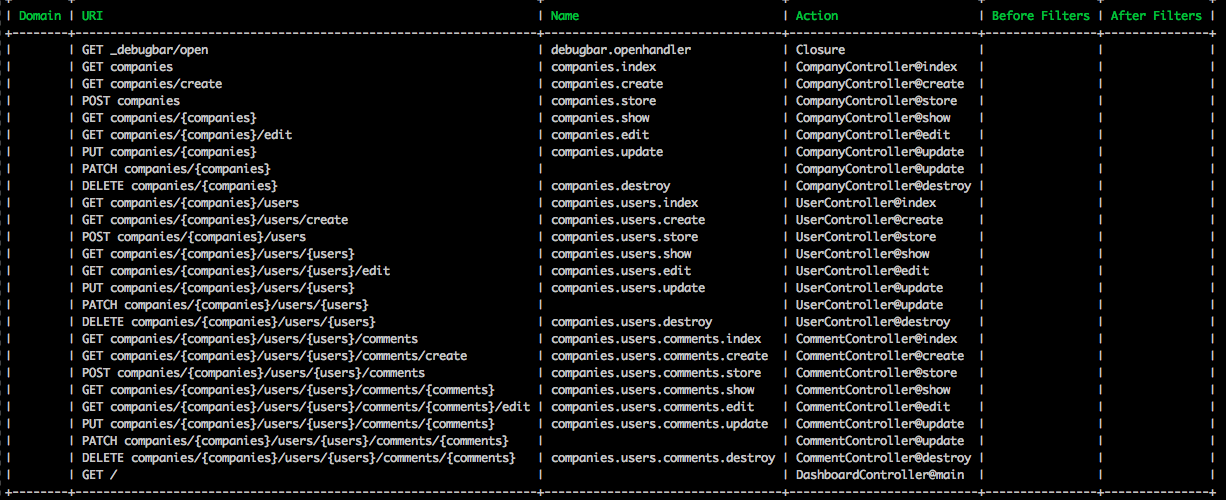 | Domain | URI | Name | Action | Before Filters | After Filters |
+--------+------------------------------------------------------------------+----------------------------------+---------------------------+----------------+---------------+
| | GET _debugbar/open | debugbar.openhandler | Closure | | |
| | GET companies | companies.index | CompanyController@index | | |
| | GET companies/create | companies.create | CompanyController@create | | |
| | POST companies | companies.store | CompanyController@store | | |
| | GET companies/{companies} | companies.show | CompanyController@show | | |
| | GET companies/{companies}/edit | companies.edit | CompanyController@edit | | |
| | PUT companies/{companies} | companies.update | CompanyController@update | | |
| | PATCH companies/{companies} | | CompanyController@update | | |
| | DELETE companies/{companies} | companies.destroy | CompanyController@destroy | | |
| | GET companies/{companies}/users | companies.users.index | UserController@index | | |
| | GET companies/{companies}/users/create | companies.users.create | UserController@create | | |
| | POST companies/{companies}/users | companies.users.store | UserController@store | | |
| | GET companies/{companies}/users/{users} | companies.users.show | UserController@show | | |
| | GET companies/{companies}/users/{users}/edit | companies.users.edit | UserController@edit | | |
| | PUT companies/{companies}/users/{users} | companies.users.update | UserController@update | | |
| | PATCH companies/{companies}/users/{users} | | UserController@update | | |
| | DELETE companies/{companies}/users/{users} | companies.users.destroy | UserController@destroy | | |
| | GET companies/{companies}/users/{users}/comments | companies.users.comments.index | CommentController@index | | |
| | GET companies/{companies}/users/{users}/comments/create | companies.users.comments.create | CommentController@create | | |
| | POST companies/{companies}/users/{users}/comments | companies.users.comments.store | CommentController@store | | |
| | GET companies/{companies}/users/{users}/comments/{comments} | companies.users.comments.show | CommentController@show | | |
| | GET companies/{companies}/users/{users}/comments/{comments}/edit | companies.users.comments.edit | CommentController@edit | | |
| | PUT companies/{companies}/users/{users}/comments/{comments} | companies.users.comments.update | CommentController@update | | |
| | PATCH companies/{companies}/users/{users}/comments/{comments} | | CommentController@update | | |
| | DELETE companies/{companies}/users/{users}/comments/{comments} | companies.users.comments.destroy | CommentController@destroy | | |
| | GET / | | DashboardController@main | | |
+--------+------------------------------------------------------------------+----------------------------------+---------------------------+----------------+---------------+